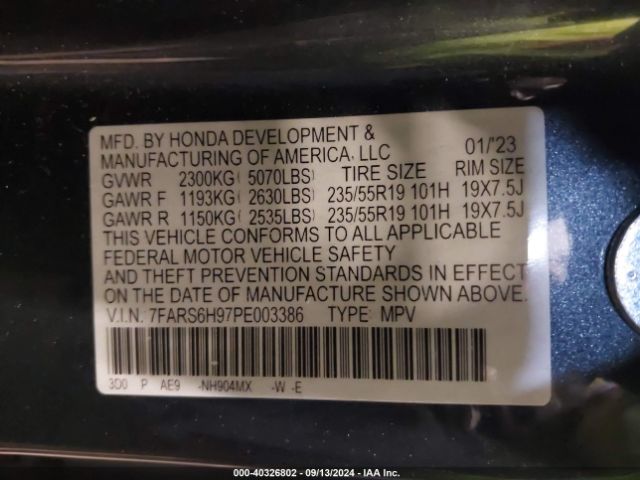 MFD. BY HONDA DEVELOPMENT &
MANUFACTURING OF AMERICA, LLC 01/'23
GVWR 2300KG(5070LBS) TIRE SIZE RIM SIZE
GAWR F 1193KG(2630LBS) 235/55R19 101H 19X7.5J
GAWR R 1150KG(2535LBS) 235/55R19 101H 19X7.5J
THIS VEHICLE CONFORMS TO ALL APPLICABLE
FEDERAL MOTOR VEHICLE SAFETY
AND THEFT PREVENTION STANDARDS IN EFFECT
ON THE DATE OF MANUFACTURE SHOWN ABOVE.
V.I.N. 7FARS6H97PE003386 TYPE: MPV
3D0 P AE9 -NH904MX -W -E
000-40326802 - 09/13/2024 - IAA Inc.